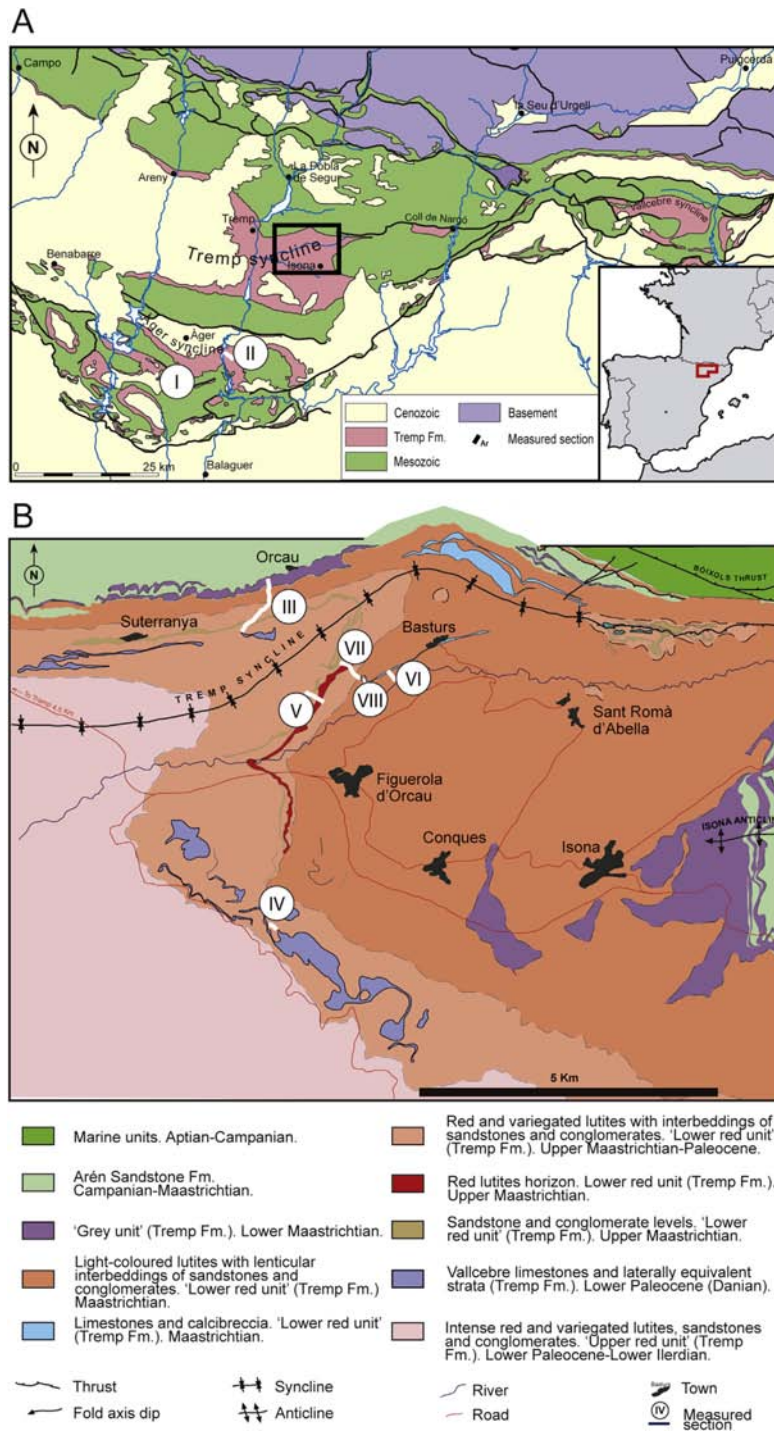 A
Campo
Puigcerdà
la Seu d'Urgell
N
La Pobla
de Segur
Areny
Vallcebre syncline
Tremp
Coll de Nargó
Tremp syncline
Benabarre
Isona
Àger
Àger syncline
II
I
Cenozoic
Basement
Tremp Fm.
Ar
Measured section
Mesozoic
0
25 km
Balaguer
B
N
Orcau
BÓIXOLS THRUST
III
Suterranya
Basturs
VII
TREMP SYNCLINE
VI
VIII
V
To Tremp 4,5 Km
Sant Romà
d'Abella
Figuerola
d'Orcau
ISONA ANTICLIN
Conques
Isona
IV
5 Km
Marine units. Aptian-Campanian.
Arén Sandstone Fm.
Campanian-Maastrichtian.
'Grey unit' (Tremp Fm.). Lower Maastrichtian.
Light-coloured lutites with lenticular
interbeddings of sandstones and
conglomerates. 'Lower red unit' (Tremp Fm.)
Maastrichtian.
Limestones and calcibreccia. 'Lower red unit'
(Tremp Fm.). Maastrichtian.
Red and variegated lutites with interbeddings of
sandstones and conglomerates. 'Lower red unit'
(Tremp Fm.). Upper Maastrichtian-Paleocene.
Red lutites horizon. Lower red unit (Tremp Fm.).
Upper Maastrichtian.
Sandstone and conglomerate levels. 'Lower
red unit' (Tremp Fm.). Upper Maastrichtian.
Vallcebre limestones and laterally equivalent
strata (Tremp Fm.). Lower Paleocene (Danian).
Intense red and variegated lutites, sandstones
and conglomerates. 'Upper red unit' (Tremp
Fm.). Lower Paleocene-Lower Ilerdian.
Thrust
Syncline
River
Basturs
Town
Fold axis dip
Anticline
Road
IV
Measured
section